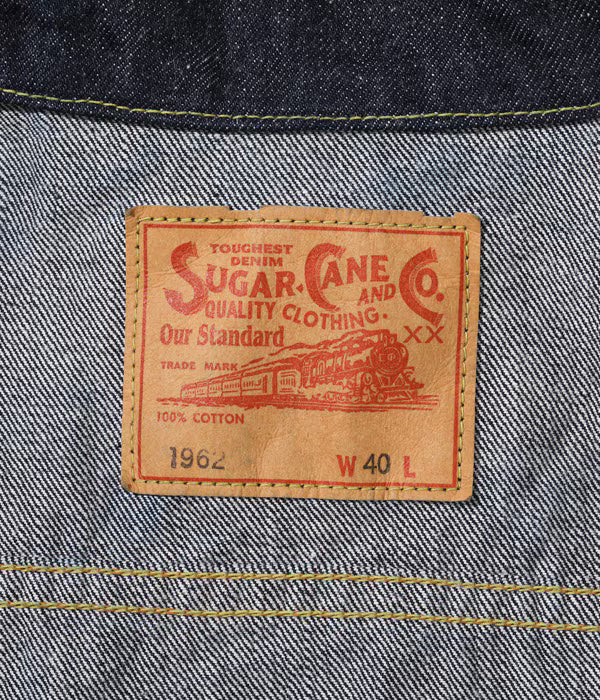 TOUGHEST
DENIM
SUGAR·CANE AND CO.
QUALITY CLOTHING.
Our Standard XX
TRADE MARK
100% COTTON
1962 W 40 L